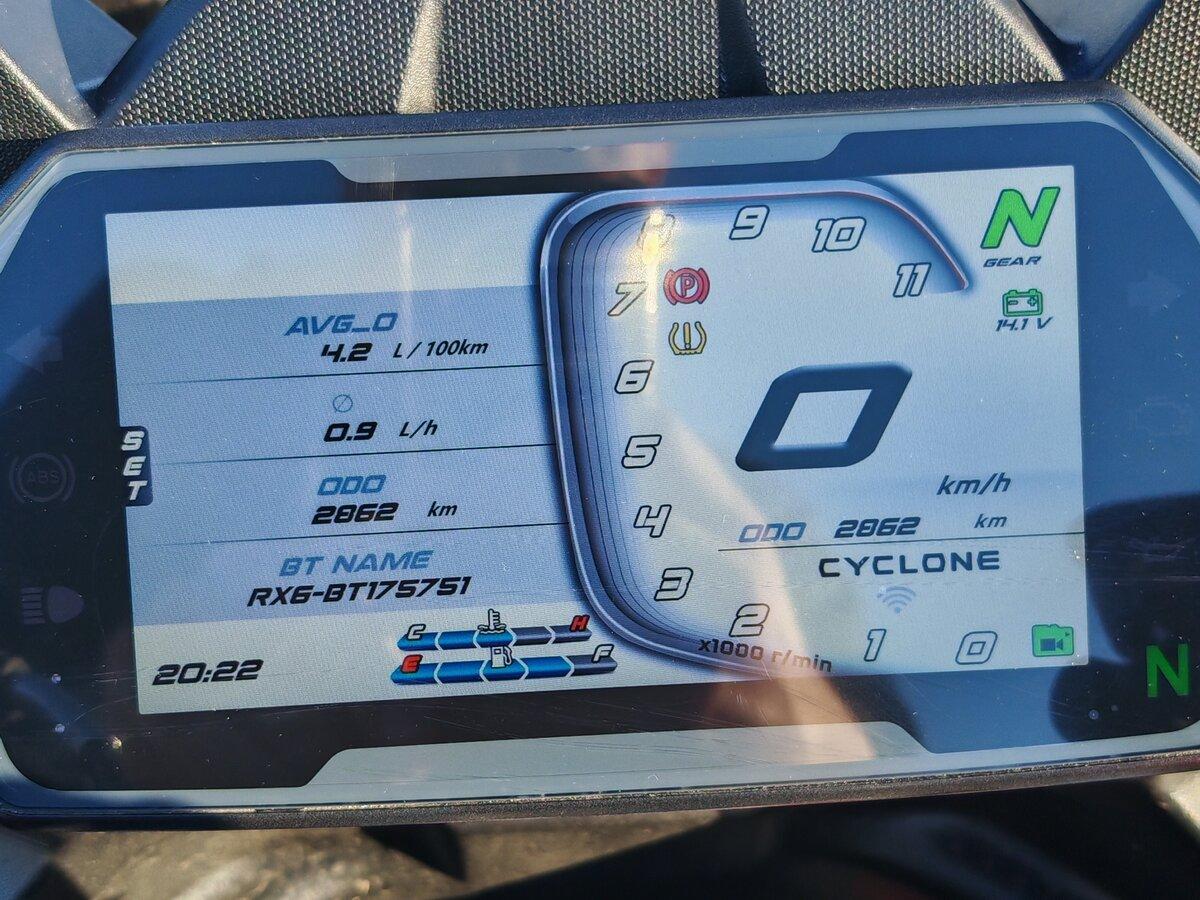 AVG_O
4.2 L / 100km
∅
0.9 L/h
ODO
2862 km
BT NAME
RX6-BT175751
SET
20:22
C H
E F
9
10
11
7
6
5
4
3
2
1
0
x1000 r/min
P
N
GEAR
14.1 V
0
km/h
ODO 2862 km
CYCLONE
N
ABS